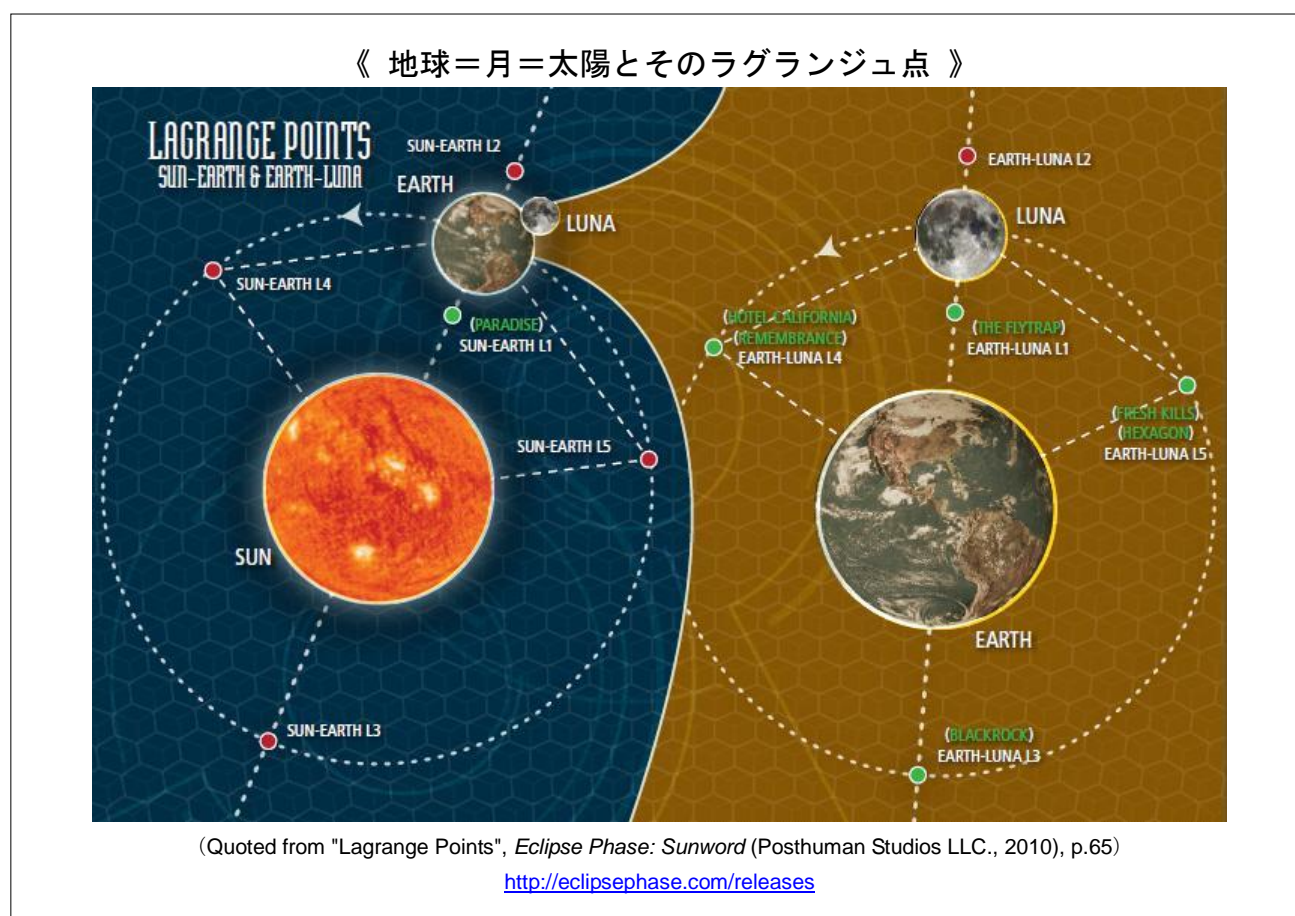 《 地球＝月＝太陽とそのラグランジュ点 》
LAGRANGE POINTS
SUN-EARTH & EARTH-LUNA
SUN-EARTH L2
EARTH
LUNA
SUN-EARTH L4
(PARADISE)
SUN-EARTH L1
SUN-EARTH L5
SUN
SUN-EARTH L3
EARTH-LUNA L2
LUNA
(HOTEL CALIFORNIA)
(REMEMBRANCE)
EARTH-LUNA L4
(THE FLYTRAP)
EARTH-LUNA L1
(FRESH KILLS)
(HEXAGON)
EARTH-LUNA L5
EARTH
(BLACKROCK)
EARTH-LUNA L3
（Quoted from "Lagrange Points", Eclipse Phase: Sunword (Posthuman Studios LLC., 2010), p.65）
http://eclipsephase.com/releases